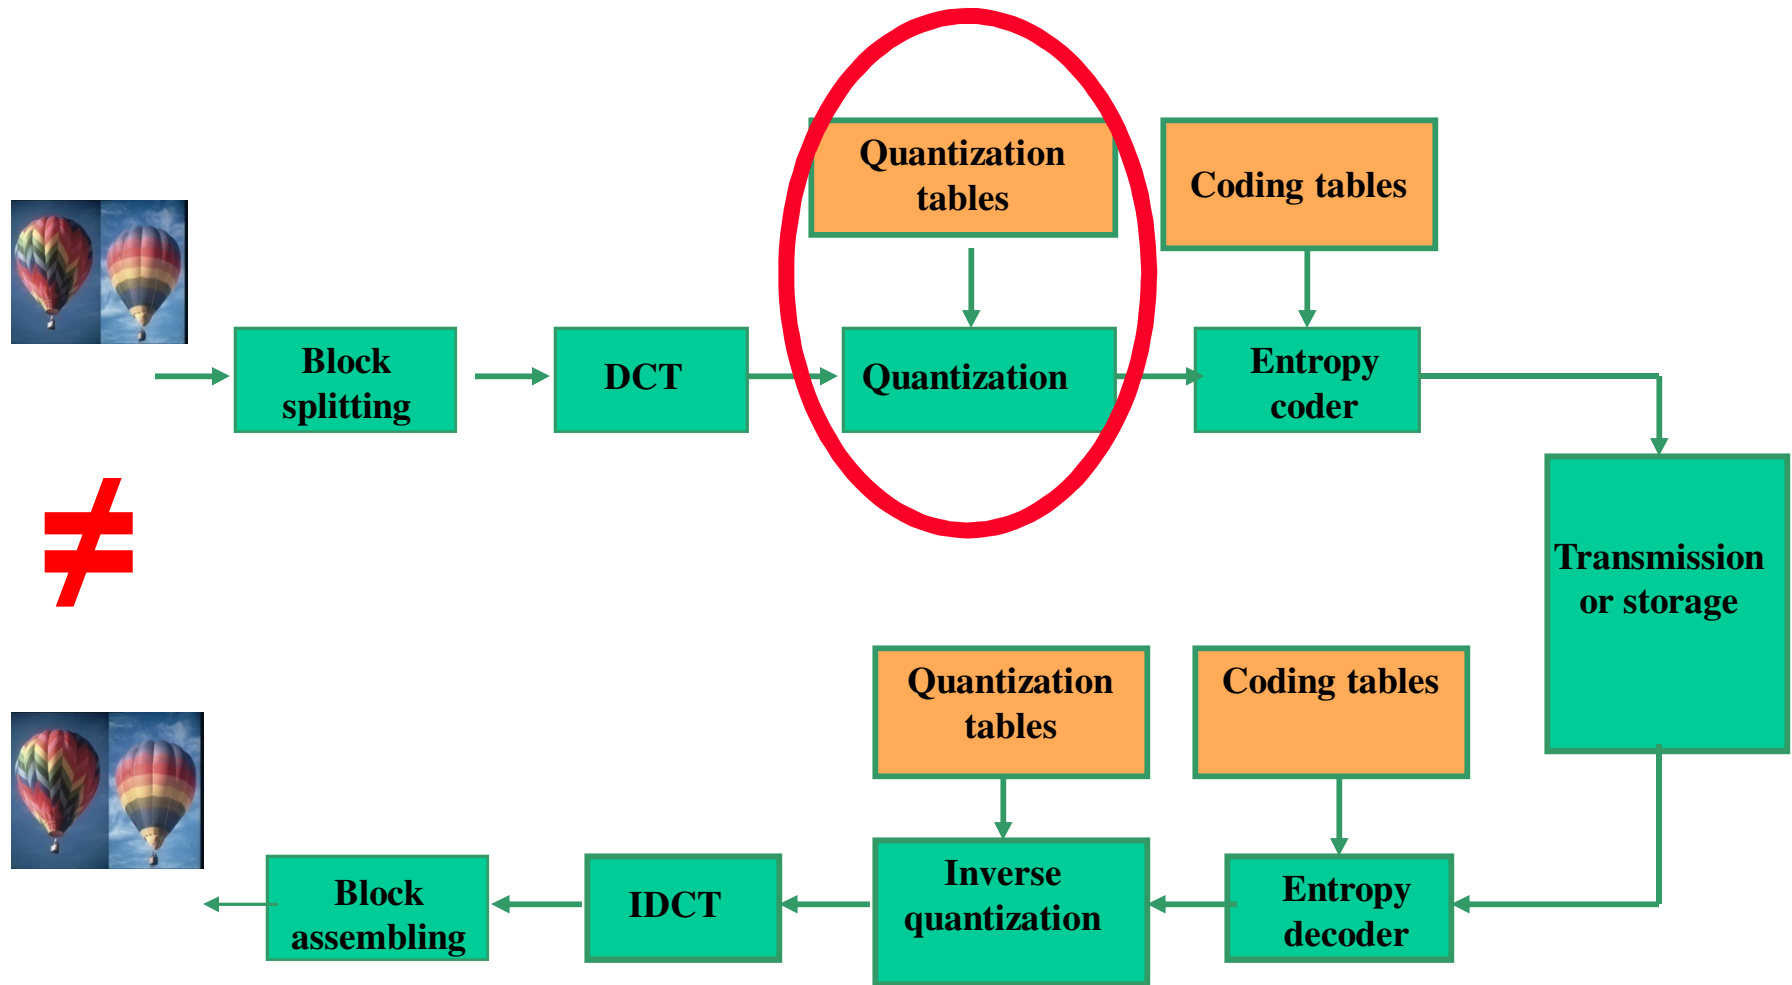 Quantization
tables
Coding tables
Block
splitting
DCT
Quantization
Entropy
coder
≠
Transmission
or storage
Quantization
tables
Coding tables
Block
assembling
IDCT
Inverse
quantization
Entropy
decoder